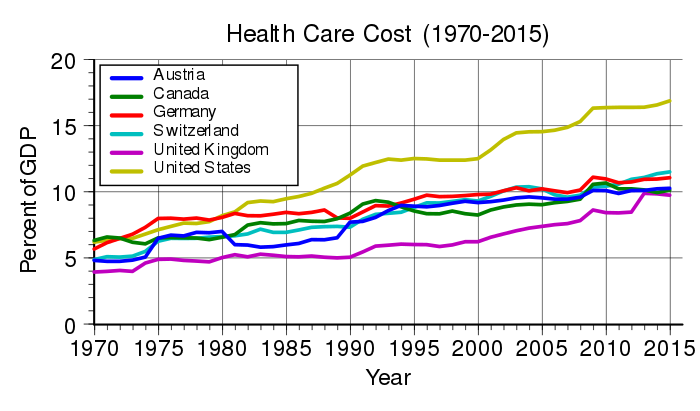 Health Care Cost (1970-2015)
20
15
10
5
0
Percent of GDP
Austria
Canada
Germany
Switzerland
United Kingdom
United States
1970 1975 1980 1985 1990 1995 2000 2005 2010 2015
Year